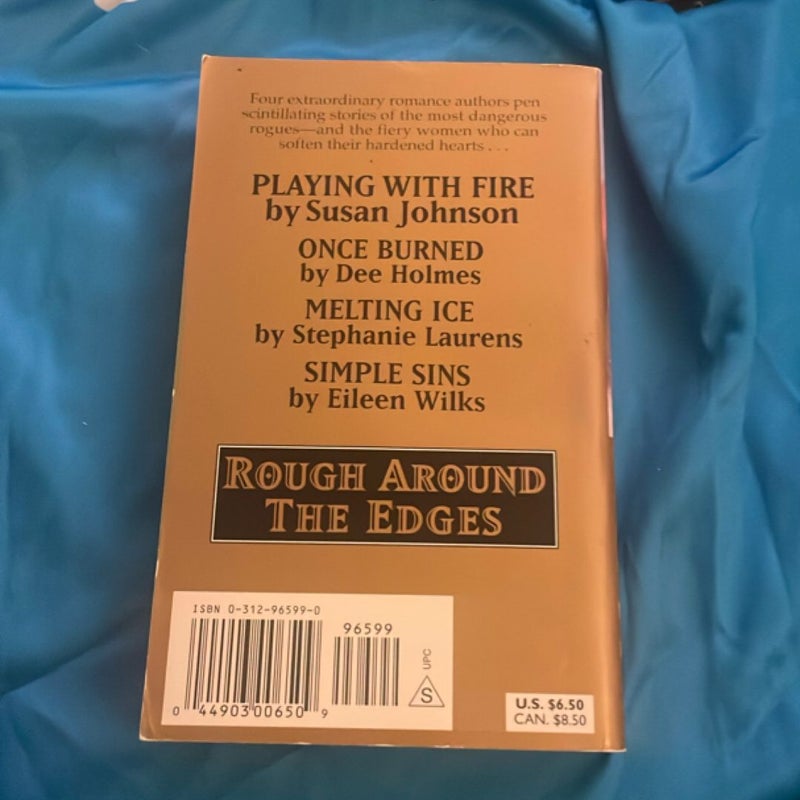 Four extraordinary romance authors pen
scintillating stories of the most dangerous
rogues—and the fiery women who can
soften their hardened hearts . . .
PLAYING WITH FIRE
by Susan Johnson
ONCE BURNED
by Dee Holmes
MELTING ICE
by Stephanie Laurens
SIMPLE SINS
by Eileen Wilks
ROUGH AROUND
THE EDGES
ISBN 0-312-96599-0
96599
UPC
S
0 44903 00650 9
U.S. $6.50
CAN. $8.50